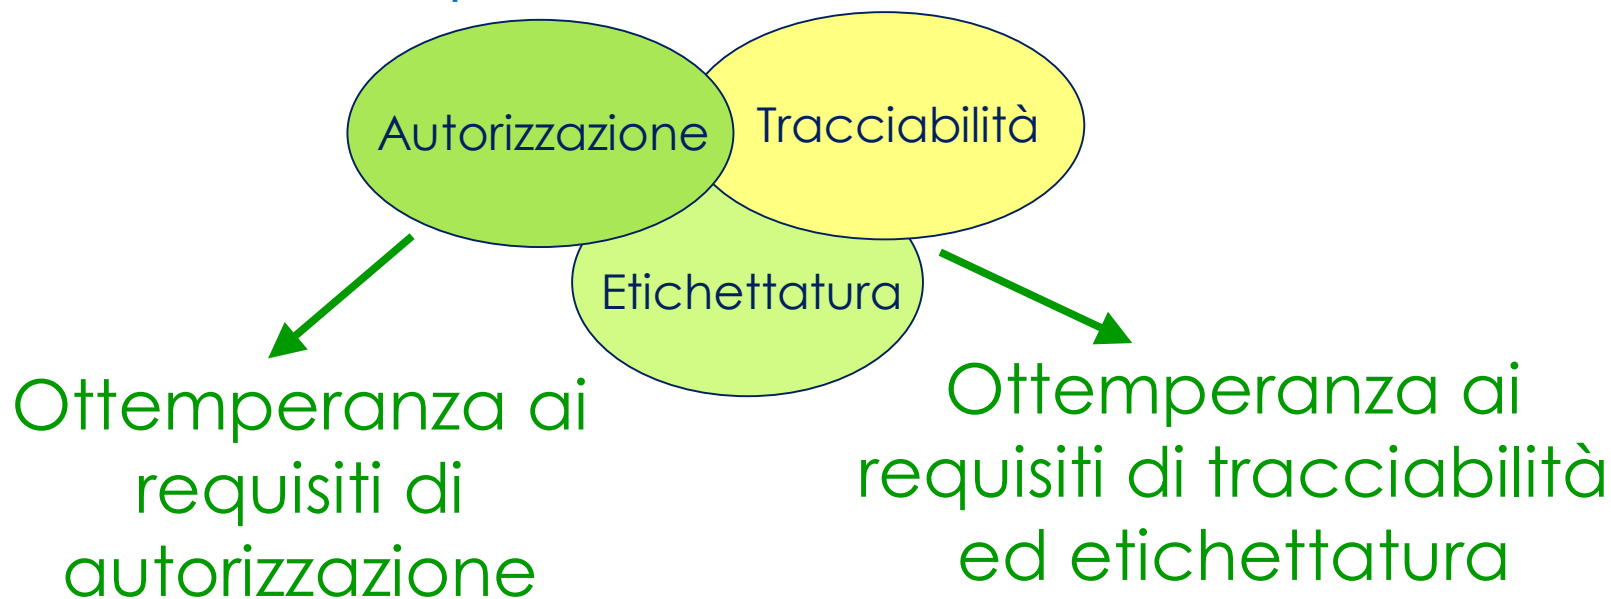 Autorizzazione
Tracciabilità
Etichettatura
Ottemperanza ai
requisiti di
autorizzazione
Ottemperanza ai
requisiti di tracciabilità
ed etichettatura